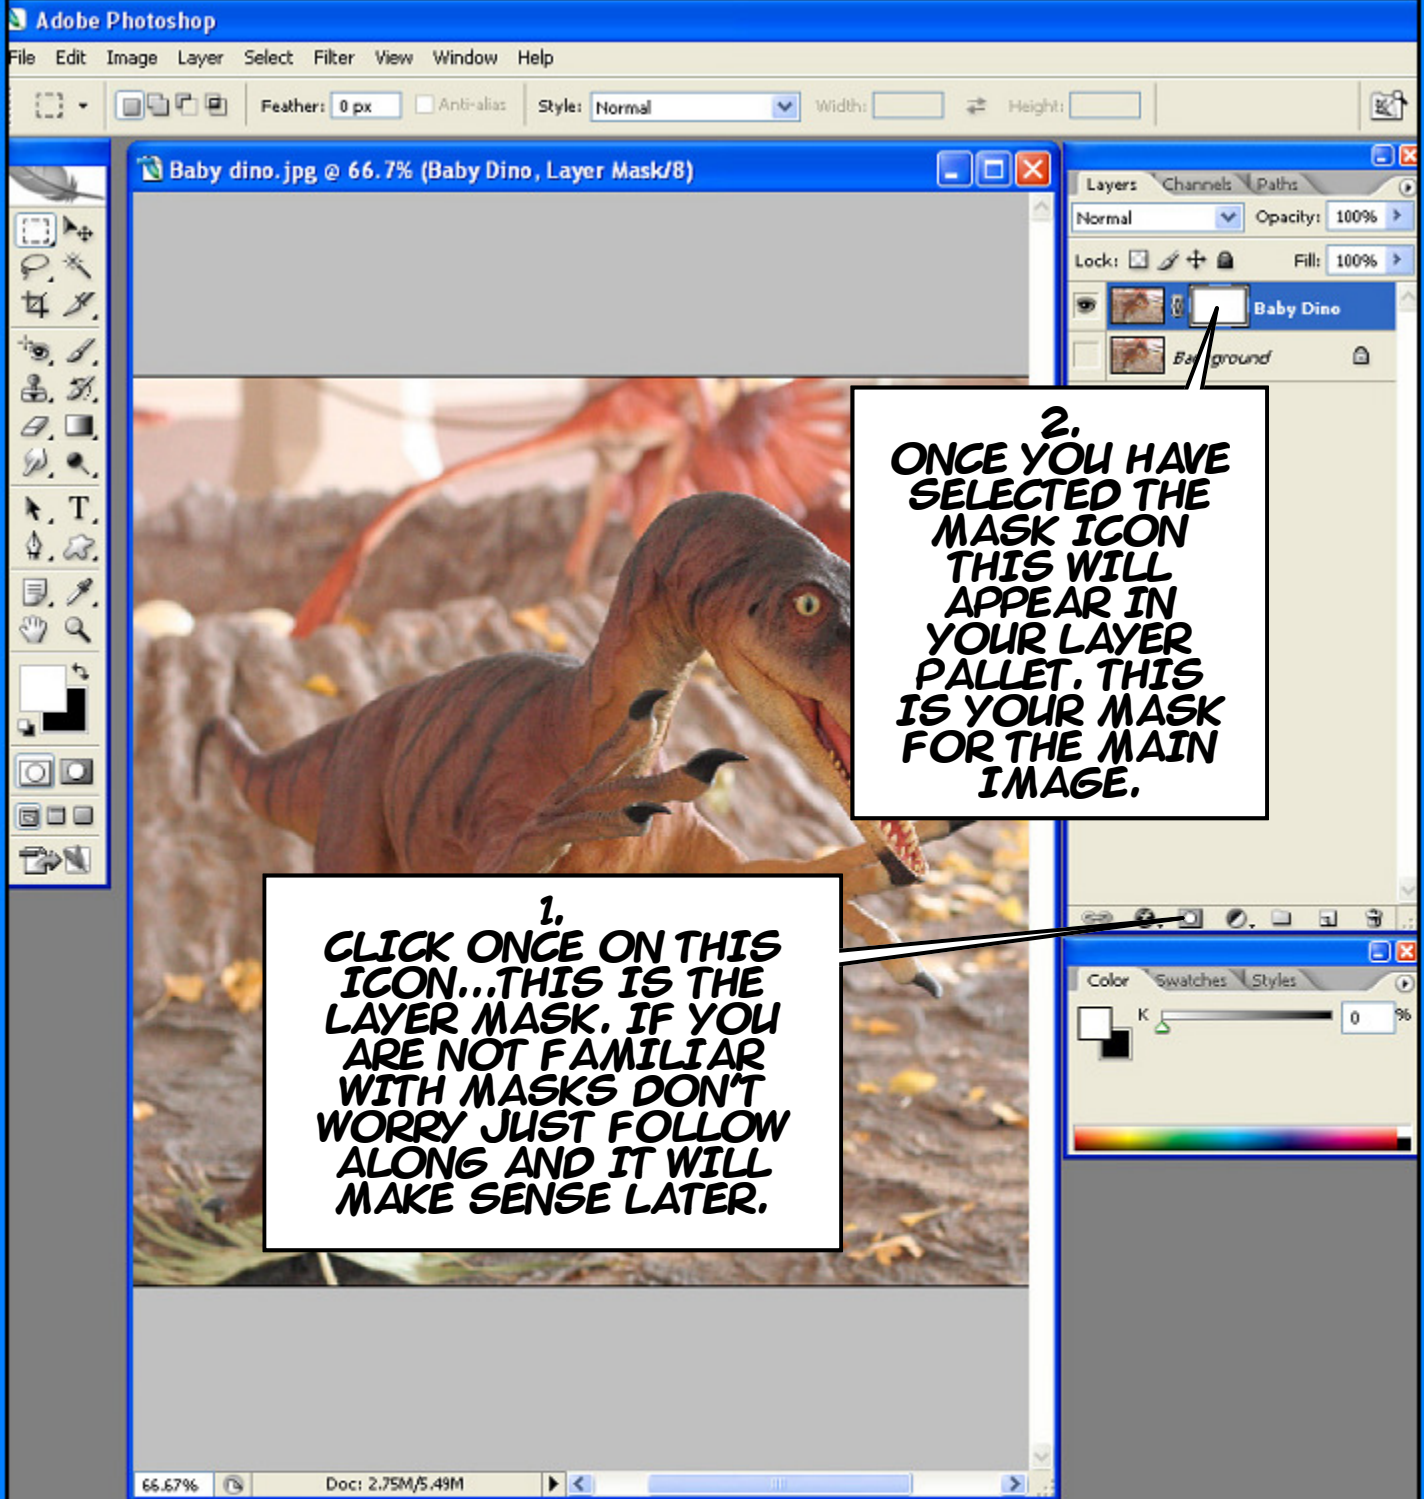 Adobe Photoshop
File Edit Image Layer Select Filter View Window Help
Feather: 0 px Anti-alias Style: Normal Width: Height:
Baby dino.jpg @ 66.7% (Baby Dino, Layer Mask/8)
Layers Channels Paths
Normal Opacity: 100%
Lock: Fill: 100%
Baby Dino
Background
2.
ONCE YOU HAVE
SELECTED THE
MASK ICON
THIS WILL
APPEAR IN
YOUR LAYER
PALLET. THIS
IS YOUR MASK
FOR THE MAIN
IMAGE.
1.
CLICK ONCE ON THIS
ICON...THIS IS THE
LAYER MASK. IF YOU
ARE NOT FAMILIAR
WITH MASKS DON'T
WORRY JUST FOLLOW
ALONG AND IT WILL
MAKE SENSE LATER.
Color Swatches Styles
K 0 %
66.67% Doc: 2.75M/5.49M